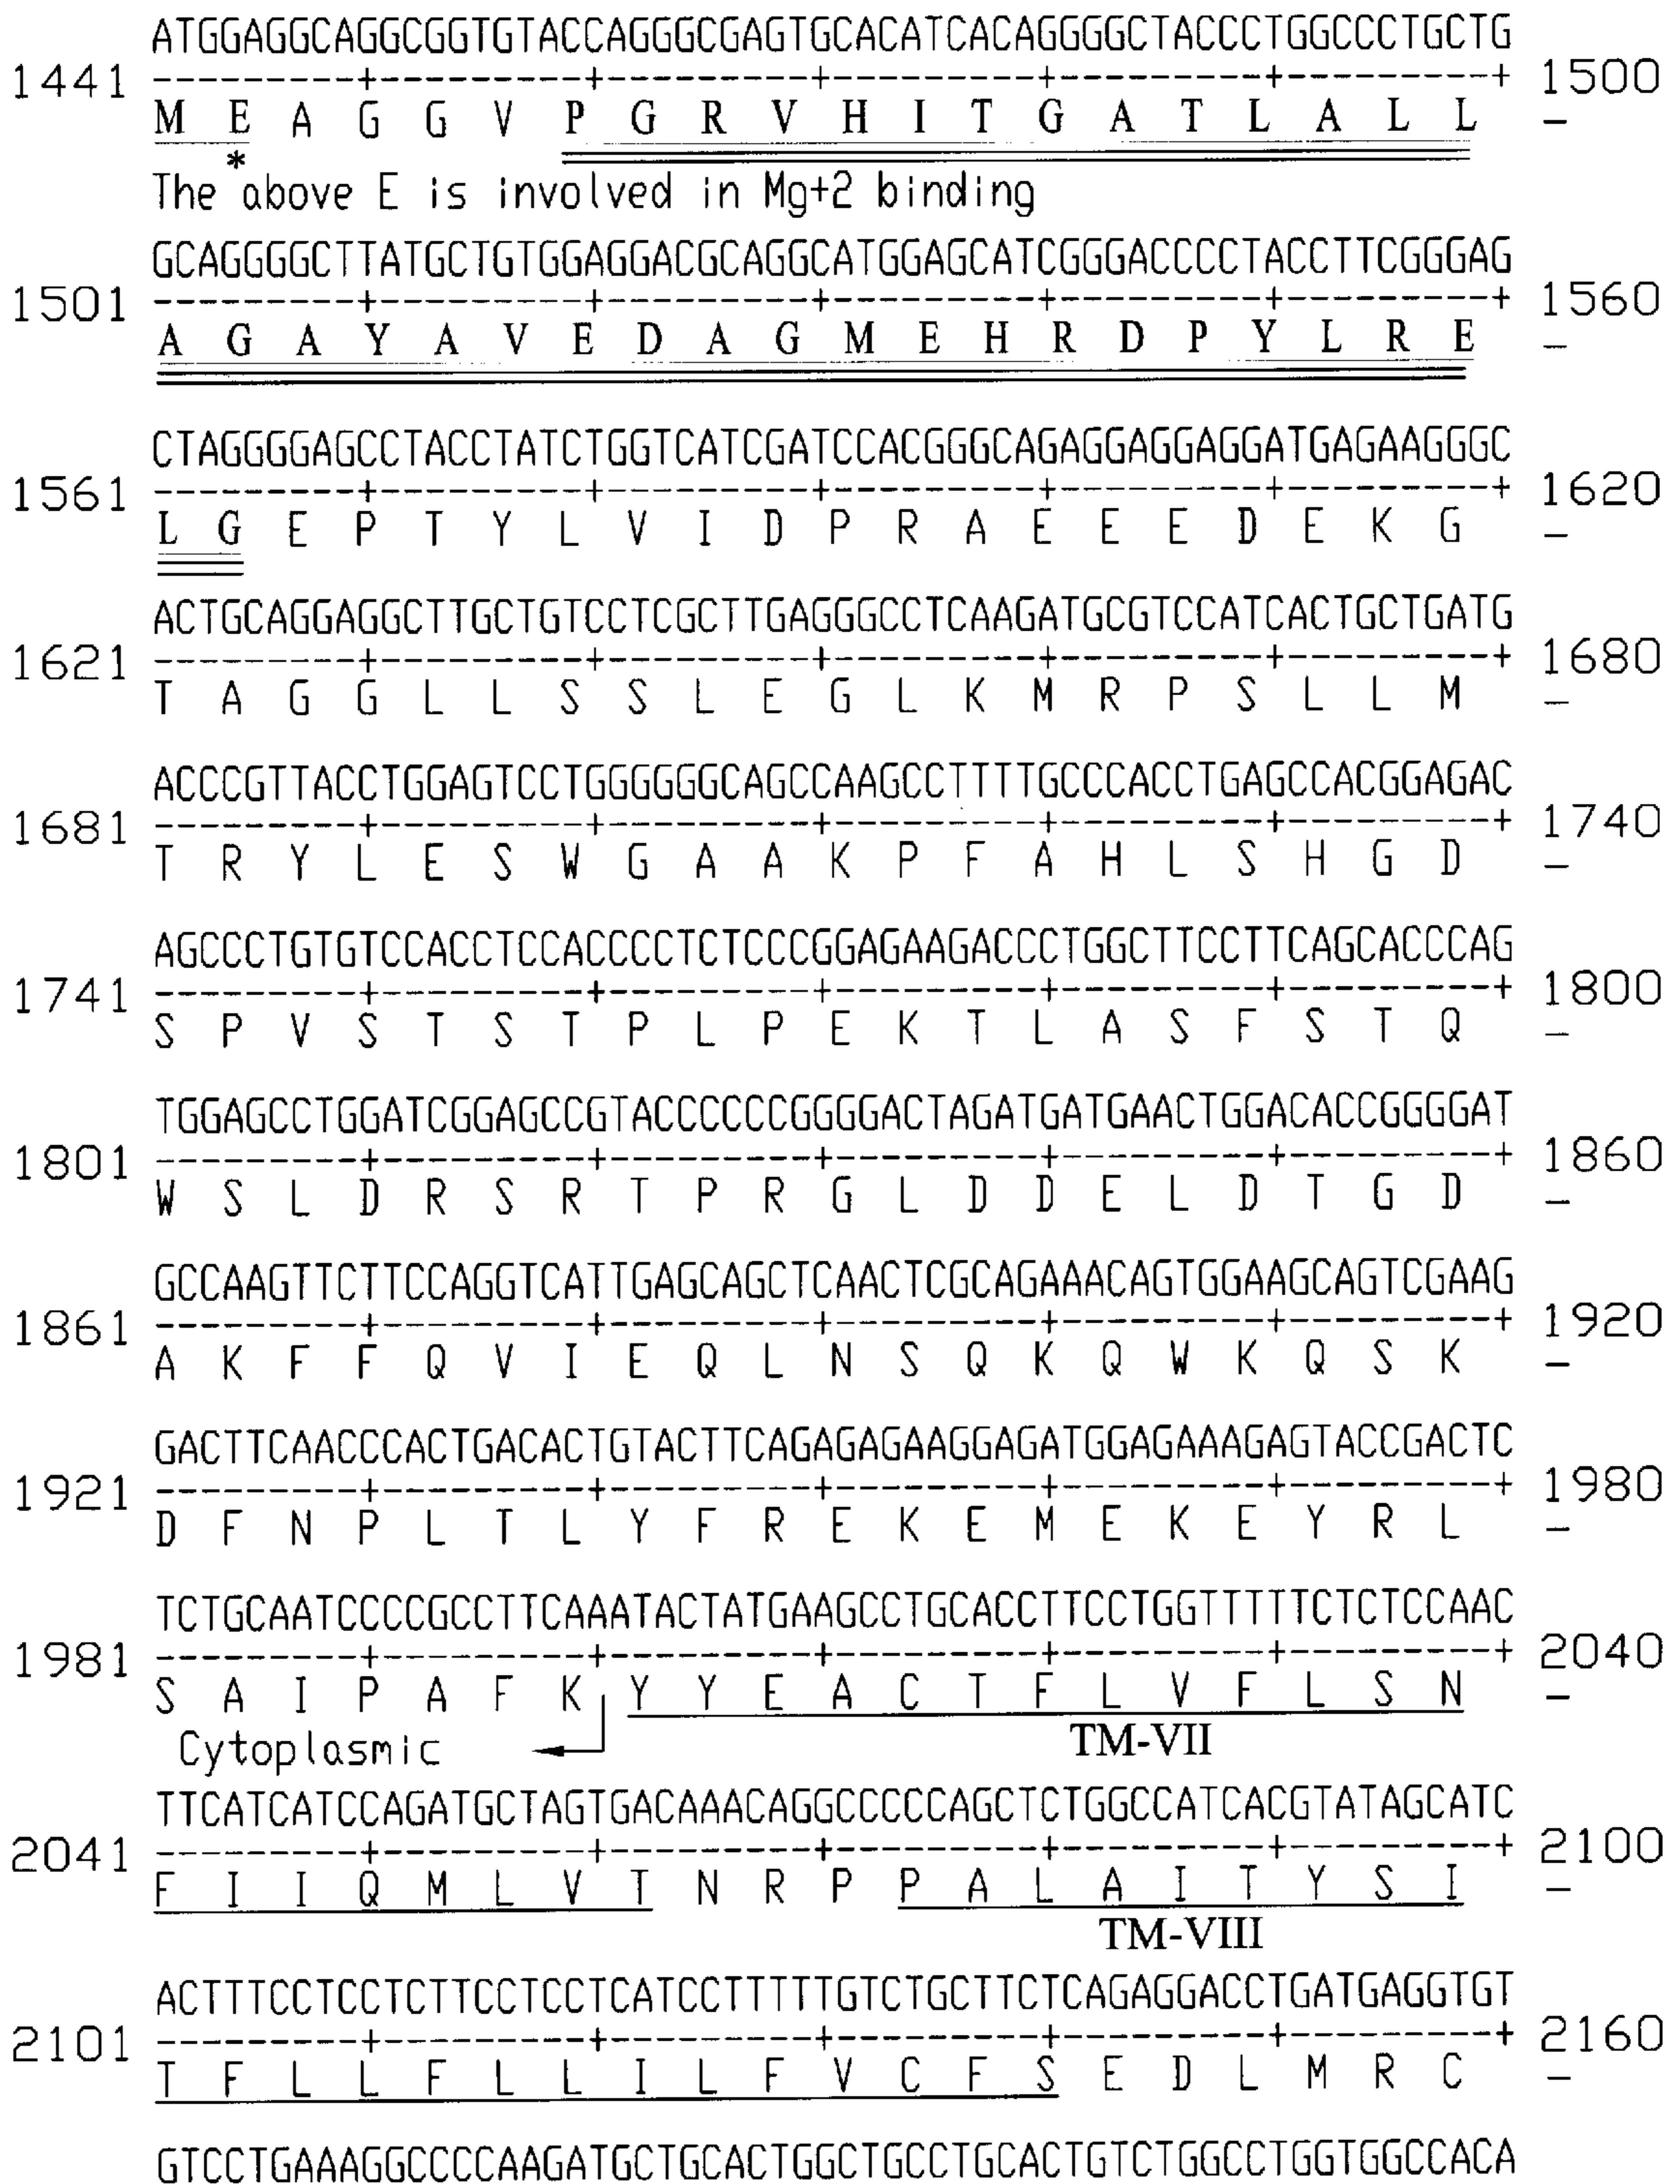 ATGGAGGCAGGCGGTGTACCAGGGCGAGTGCACATCACAGGGGCTACCCTGGCCCTGCTG
1441 ---------+---------+---------+---------+---------+---------+ 1500
M E A G G V P G R V H I T G A T L A L L -
*
The above E is involved in Mg+2 binding
GCAGGGGCTTATGCTGTGGAGGACGCAGGCATGGAGCATCGGGACCCCTACCTTCGGGAG
1501 ---------+---------+---------+---------+---------+---------+ 1560
A G A Y A V E D A G M E H R D P Y L R E -
CTAGGGGAGCCTACCTATCTGGTCATCGATCCACGGGCAGAGGAGGAGGATGAGAAGGGC
1561 ---------+---------+---------+---------+---------+---------+ 1620
L G E P T Y L V I D P R A E E E D E K G -
ACTGCAGGAGGCTTGCTGTCCTCGCTTGAGGGCCTCAAGATGCGTCCATCACTGCTGATG
1621 ---------+---------+---------+---------+---------+---------+ 1680
T A G G L L S S L E G L K M R P S L L M -
ACCCGTTACCTGGAGTCCTGGGGGGCAGCCAAGCCTTTTGCCCACCTGAGCCACGGAGAC
1681 ---------+---------+---------+---------+---------+---------+ 1740
T R Y L E S W G A A K P F A H L S H G D -
AGCCCTGTGTCCACCTCCACCCCTCTCCCGGAGAAGACCCTGGCTTCCTTCAGCACCCAG
1741 ---------+---------+---------+---------+---------+---------+ 1800
S P V S T S T P L P E K T L A S F S T Q -
TGGAGCCTGGATCGGAGCCGTACCCCCCGGGGACTAGATGATGAACTGGACACCGGGGAT
1801 ---------+---------+---------+---------+---------+---------+ 1860
W S L D R S R T P R G L D D E L D T G D -
GCCAAGTTCTTCCAGGTCATTGAGCAGCTCAACTCGCAGAAACAGTGGAAGCAGTCGAAG
1861 ---------+---------+---------+---------+---------+---------+ 1920
A K F F Q V I E Q L N S Q K Q W K Q S K -
GACTTCAACCCACTGACACTGTACTTCAGAGAGAAGGAGATGGAGAAAGAGTACCGACTC
1921 ---------+---------+---------+---------+---------+---------+ 1980
D F N P L T L Y F R E K E M E K E Y R L -
TCTGCAATCCCCGCCTTCAAATACTATGAAGCCTGCACCTTCCTGGTTTTTCTCTCCAAC
1981 ---------+---------+---------+---------+---------+---------+ 2040
S A I P A F K Y Y E A C T F L V F L S N -
Cytoplasmic TM-VII
TTCATCATCCAGATGCTAGTGACAAACAGGCCCCCAGCTCTGGCCATCACGTATAGCATC
2041 ---------+---------+---------+---------+---------+---------+ 2100
F I I Q M L V T N R P P A L A I T Y S I -
TM-VIII
ACTTTCCTCCTCTTCCTCCTCATCCTTTTTGTCTGCTTCTCAGAGGACCTGATGAGGTGT
2101 ---------+---------+---------+---------+---------+---------+ 2160
T F L L F L L I L F V C F S E D L M R C -
GTCCTGAAAGGCCCCAAGATGCTGCACTGGCTGCCTGCACTGTCTGGCCTGGTGGCCACA